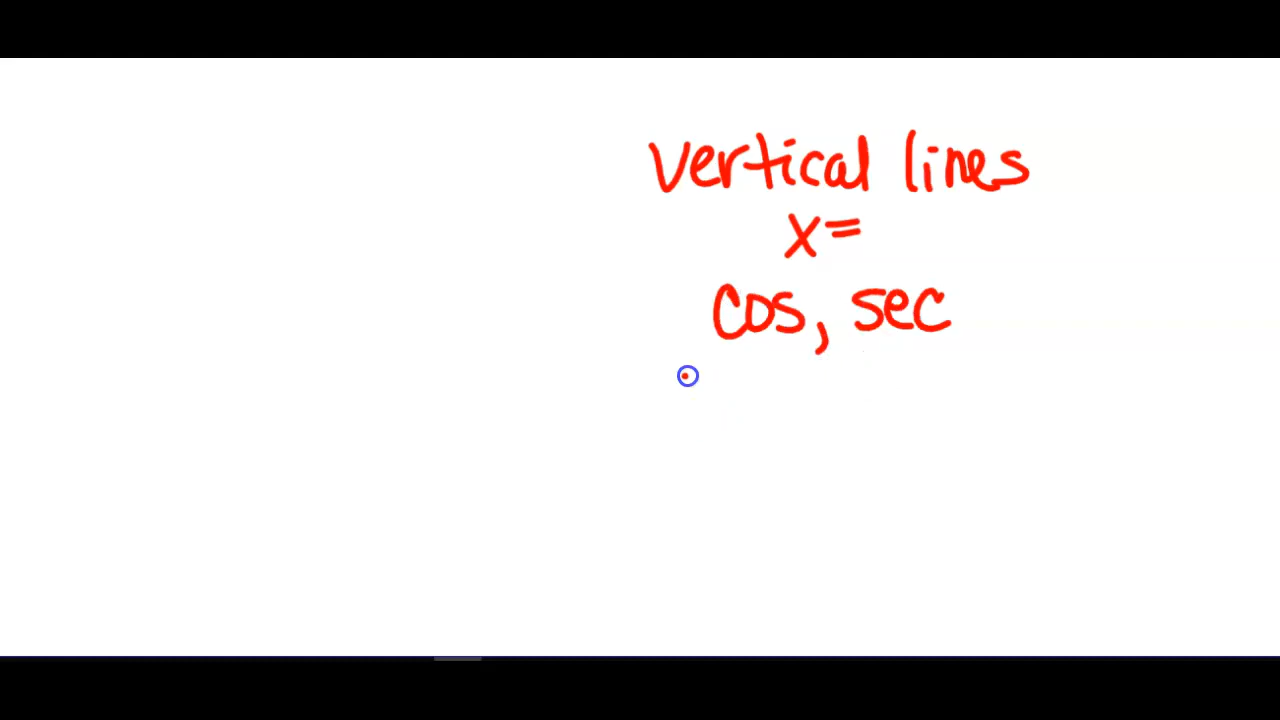 vertical lines
x=
cos, sec